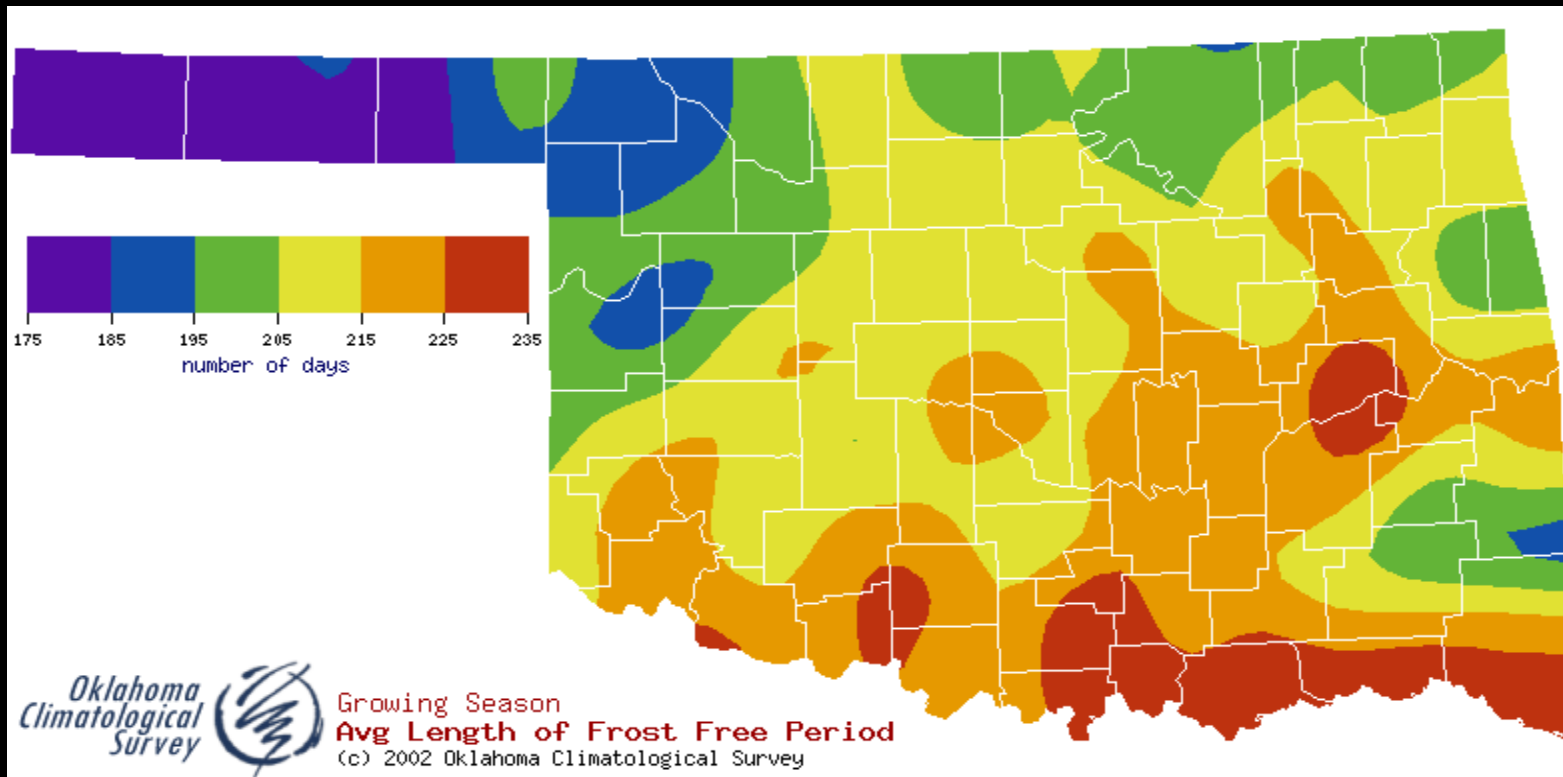 175 185 195 205 215 225 235
number of days
Oklahoma
Climatological
Survey
Growing Season
Avg Length of Frost Free Period
(c) 2002 Oklahoma Climatological Survey